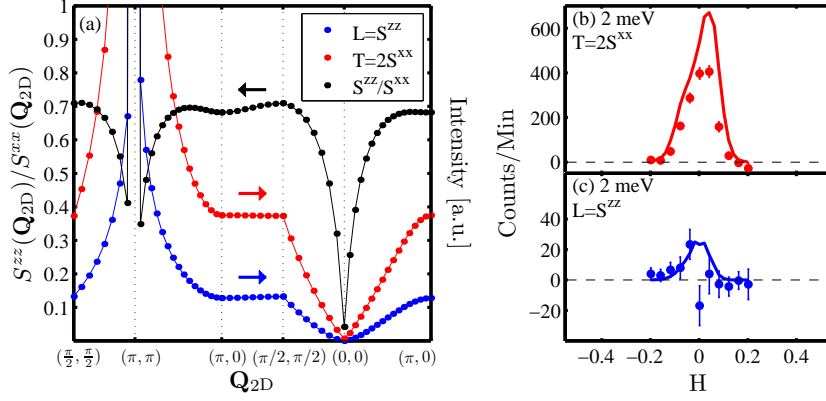 (a)
L=S^zz
T=2S^xx
S^zz/S^xx
S^zz(Q_2D)/S^xx(Q_2D)
1
0.9
0.8
0.7
0.6
0.5
0.4
0.3
0.2
0.1
(π/2, π/2)
(π, π)
(π, 0)
(π/2, π/2)
(0, 0)
(π, 0)
Q_2D
Intensity [a.u.]
(b) 2 meV
T=2S^xx
600
400
200
0
Counts/Min
(c) 2 meV
L=S^zz
40
20
0
−20
−0.4
−0.2
0
0.2
0.4
H